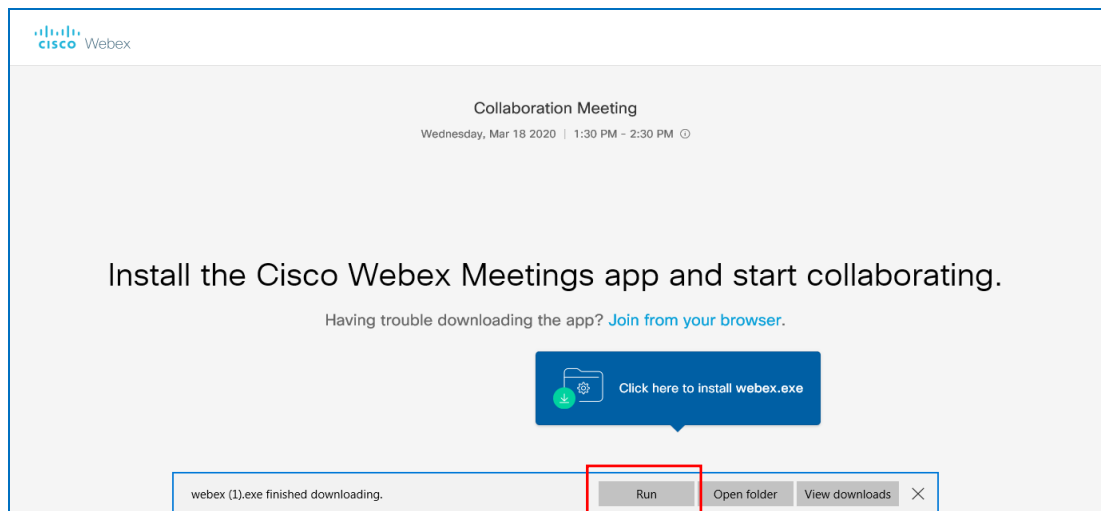 cisco Webex
Collaboration Meeting
Wednesday, Mar 18 2020 | 1:30 PM - 2:30 PM
Install the Cisco Webex Meetings app and start collaborating.
Having trouble downloading the app? Join from your browser.
Click here to install webex.exe
webex (1).exe finished downloading. Run Open folder View downloads